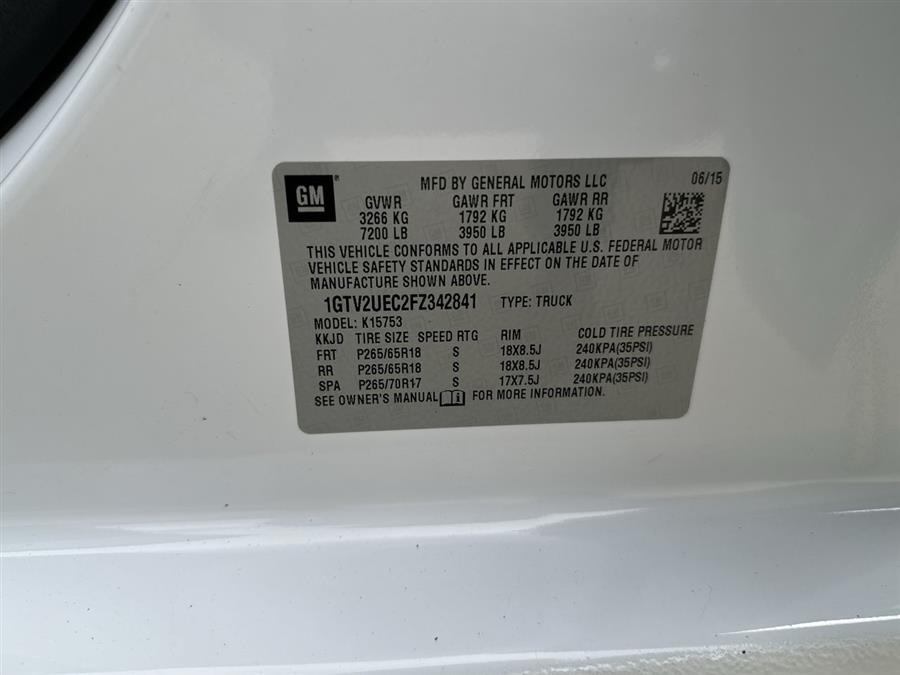 GM
MFD BY GENERAL MOTORS LLC 06/15
GVWR GAWR FRT GAWR RR
3266 KG 1792 KG 1792 KG
7200 LB 3950 LB 3950 LB
THIS VEHICLE CONFORMS TO ALL APPLICABLE U.S. FEDERAL MOTOR
VEHICLE SAFETY STANDARDS IN EFFECT ON THE DATE OF
MANUFACTURE SHOWN ABOVE.
1GTV2UEC2FZ342841 TYPE: TRUCK
MODEL: K15753
KKJD TIRE SIZE SPEED RTG RIM COLD TIRE PRESSURE
FRT P265/65R18 S 18X8.5J 240KPA(35PSI)
RR P265/65R18 S 18X8.5J 240KPA(35PSI)
SPA P265/70R17 S 17X7.5J 240KPA(35PSI)
SEE OWNER'S MANUAL FOR MORE INFORMATION.